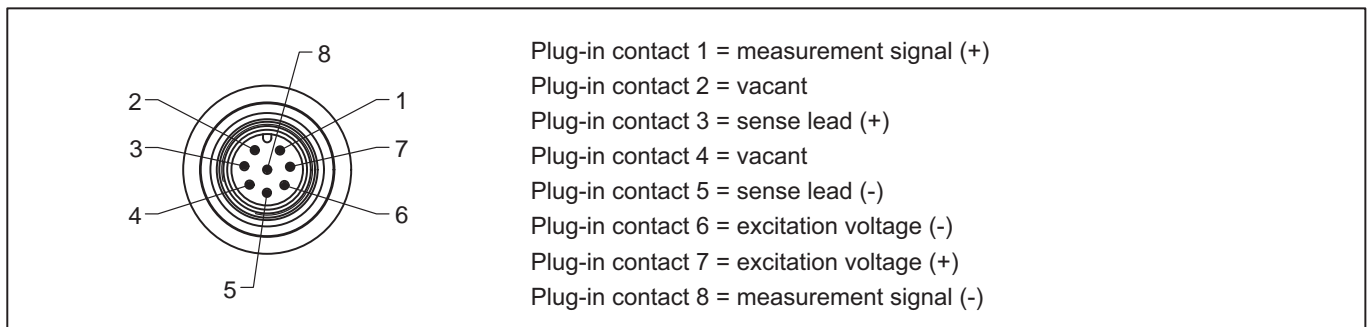 8
2
1
3
7
4
6
5
Plug-in contact 1 = measurement signal (+)
Plug-in contact 2 = vacant
Plug-in contact 3 = sense lead (+)
Plug-in contact 4 = vacant
Plug-in contact 5 = sense lead (-)
Plug-in contact 6 = excitation voltage (-)
Plug-in contact 7 = excitation voltage (+)
Plug-in contact 8 = measurement signal (-)